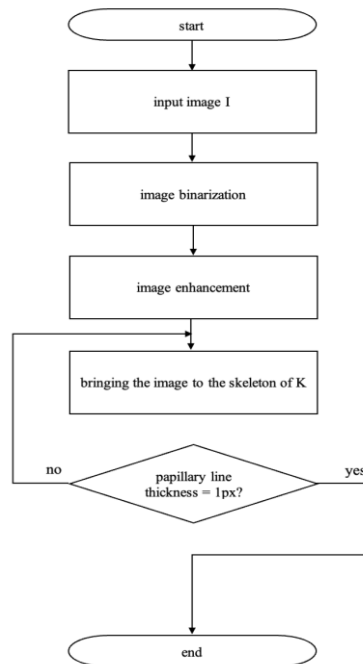 start
input image I
image binarization
image enhancement
bringing the image to the skeleton of K
no
papillary line
thickness = 1px?
yes
end